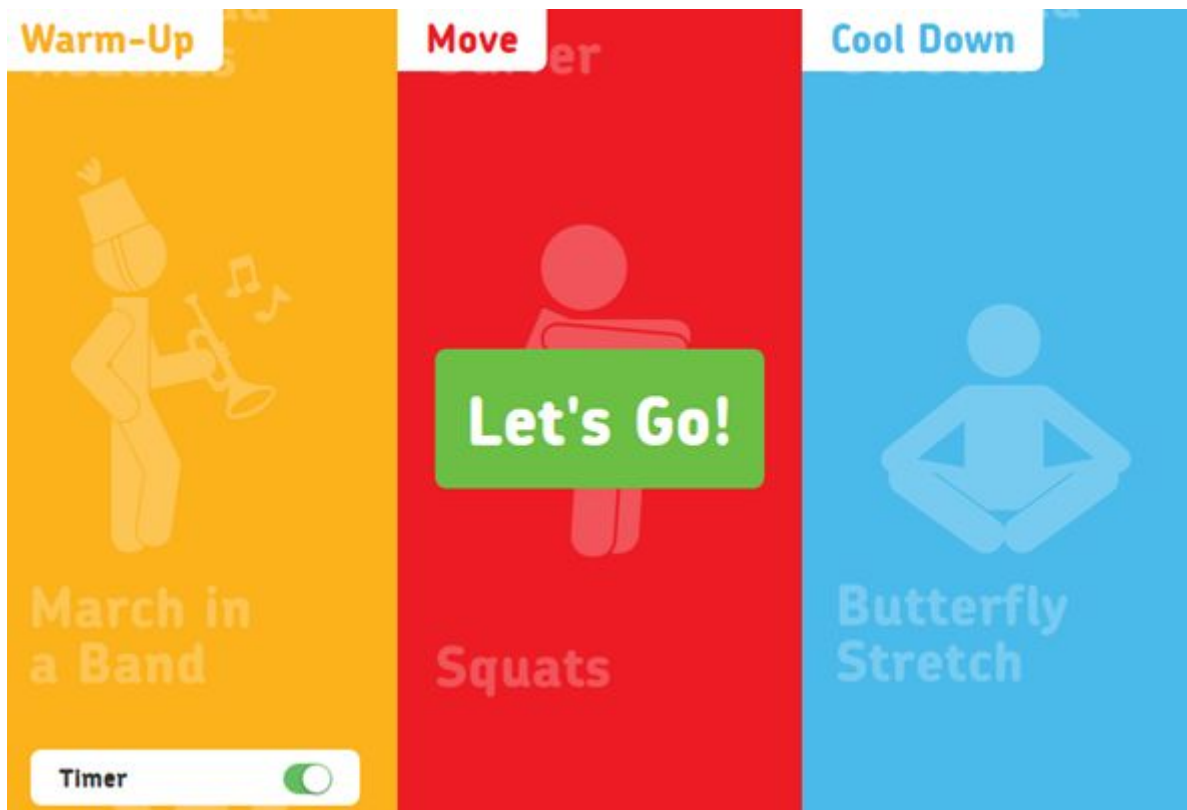 Warm-Up
Move
Cool Down
Let's Go!
March in
a Band
Squats
Butterfly
Stretch
Timer